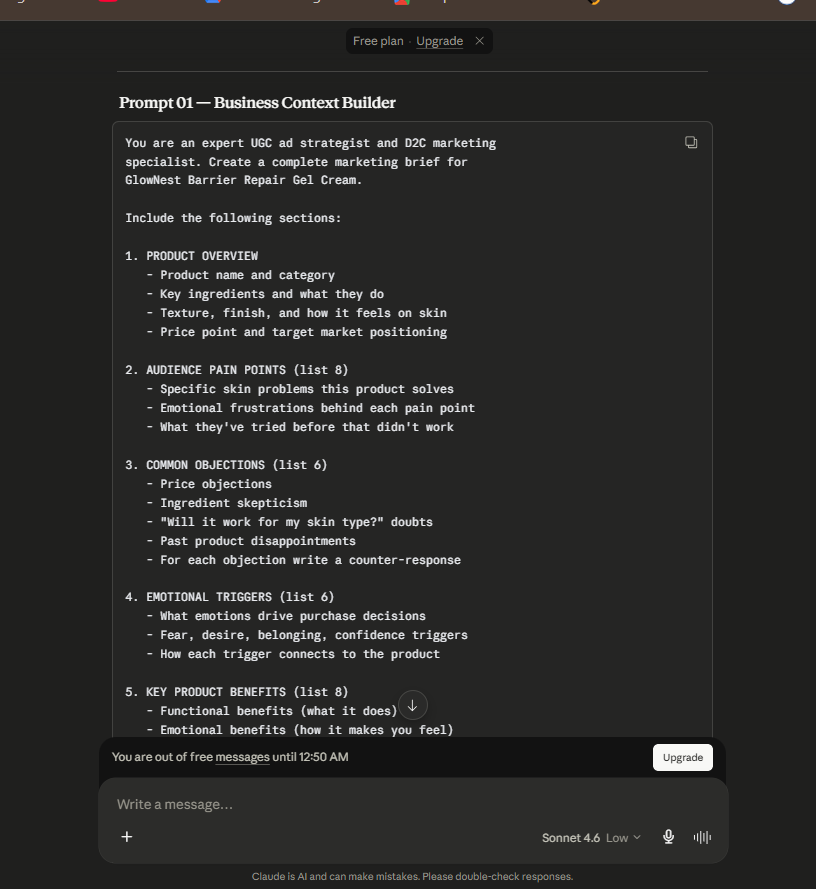 Free plan · Upgrade
Prompt 01 — Business Context Builder
You are an expert UGC ad strategist and D2C marketing
specialist. Create a complete marketing brief for
GlowNest Barrier Repair Gel Cream.
Include the following sections:
1. PRODUCT OVERVIEW
- Product name and category
- Key ingredients and what they do
- Texture, finish, and how it feels on skin
- Price point and target market positioning
2. AUDIENCE PAIN POINTS (list 8)
- Specific skin problems this product solves
- Emotional frustrations behind each pain point
- What they've tried before that didn't work
3. COMMON OBJECTIONS (list 6)
- Price objections
- Ingredient skepticism
- "Will it work for my skin type?" doubts
- Past product disappointments
- For each objection write a counter-response
4. EMOTIONAL TRIGGERS (list 6)
- What emotions drive purchase decisions
- Fear, desire, belonging, confidence triggers
- How each trigger connects to the product
5. KEY PRODUCT BENEFITS (list 8)
- Functional benefits (what it does)
- Emotional benefits (how it makes you feel)
You are out of free messages until 12:50 AM
Upgrade
Write a message...
Sonnet 4.6 Low
Claude is AI and can make mistakes. Please double-check responses.